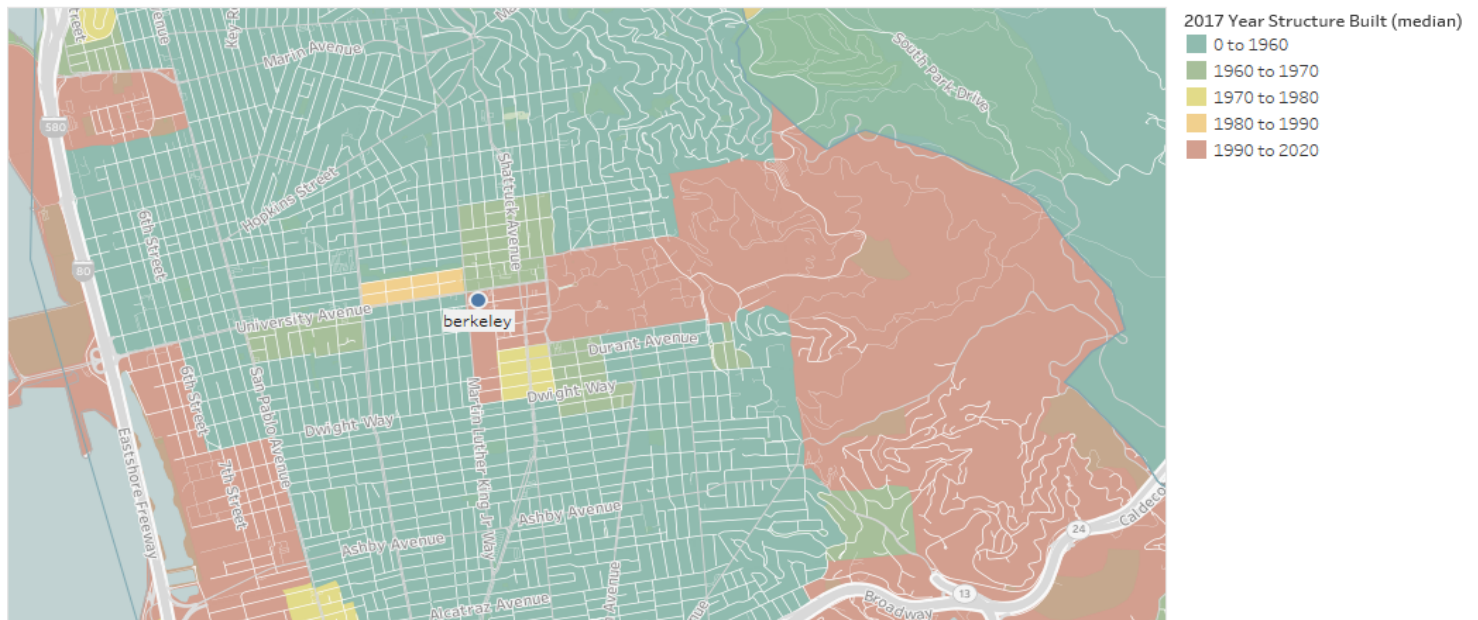 2017 Year Structure Built (median)
0 to 1960
1960 to 1970
1970 to 1980
1980 to 1990
1990 to 2020
Marin Avenue
South Park Drive
580
Shattuck Avenue
Hopkins Street
6th Street
80
University Avenue
berkeley
Durant Avenue
6th Street
San Pablo Avenue
Martin Luther King Jr Way
Dwight Way
Dwight Way
Eastshore Freeway
7th Street
Ashby Avenue
Ashby Avenue
24
13
Broadway
Alcatraz Avenue